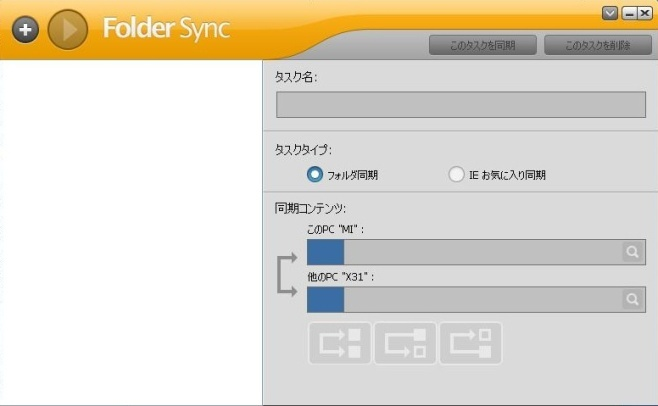 Folder Sync
このタスクを同期
このタスクを削除
タスク名:
タスクタイプ:
フォルダ同期
IE お気に入り同期
同期コンテンツ:
このPC "MI" :
他のPC "X31" :